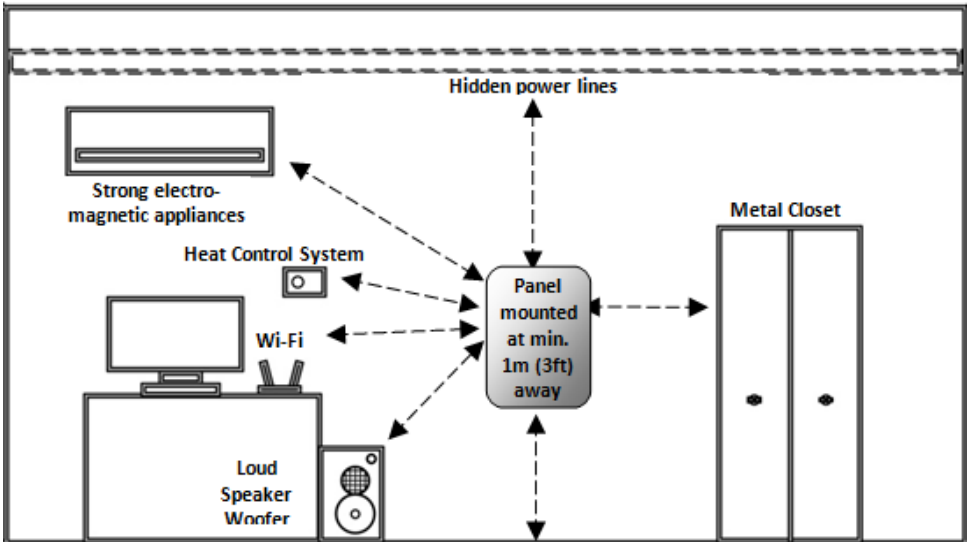 Hidden power lines
Strong electro-
magnetic appliances
Metal Closet
Heat Control System
Panel
mounted
at min.
1m (3ft)
away
Wi-Fi
Loud
Speaker
Woofer